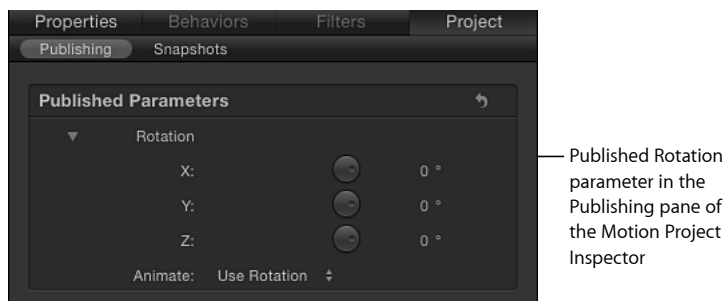 Properties Behaviors Filters Project
Publishing Snapshots
Published Parameters
Rotation
X: 0 °
Y: 0 °
Z: 0 °
Animate: Use Rotation
Published Rotation
parameter in the
Publishing pane of
the Motion Project
Inspector